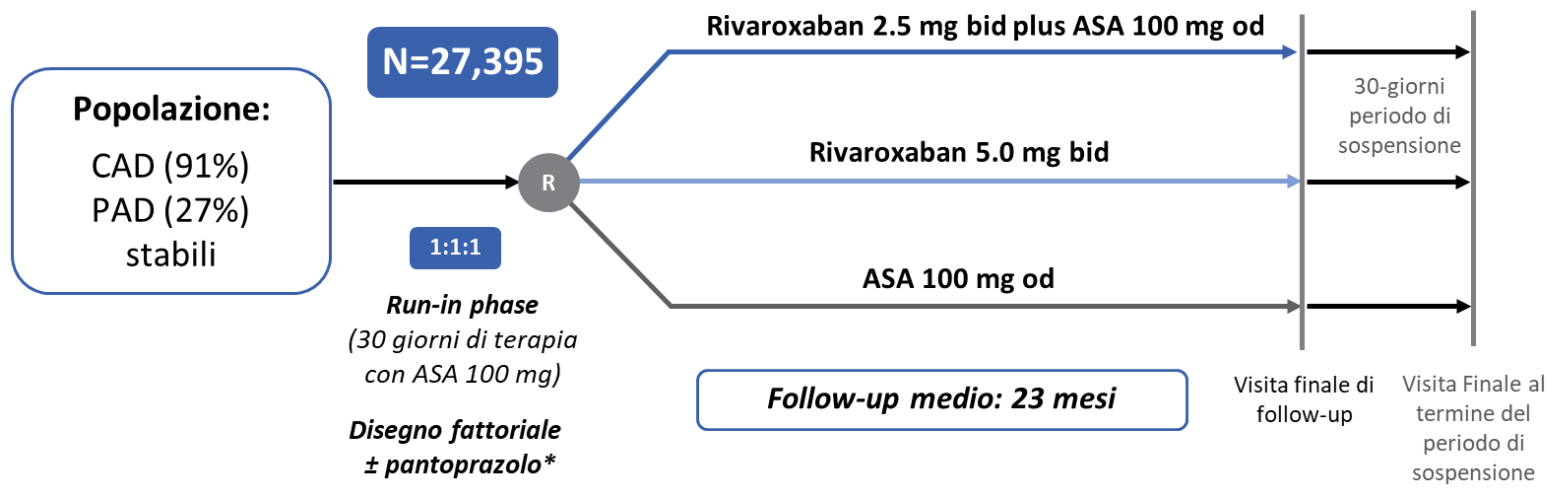 Popolazione:
CAD (91%)
PAD (27%)
stabili
N=27,395
R
1:1:1
Run-in phase
(30 giorni di terapia
con ASA 100 mg)
Disegno fattoriale
± pantoprazolo*
Rivaroxaban 2.5 mg bid plus ASA 100 mg od
Rivaroxaban 5.0 mg bid
ASA 100 mg od
Follow-up medio: 23 mesi
30-giorni
periodo di
sospensione
Visita finale di
follow-up
Visita Finale al
termine del
periodo di
sospensione